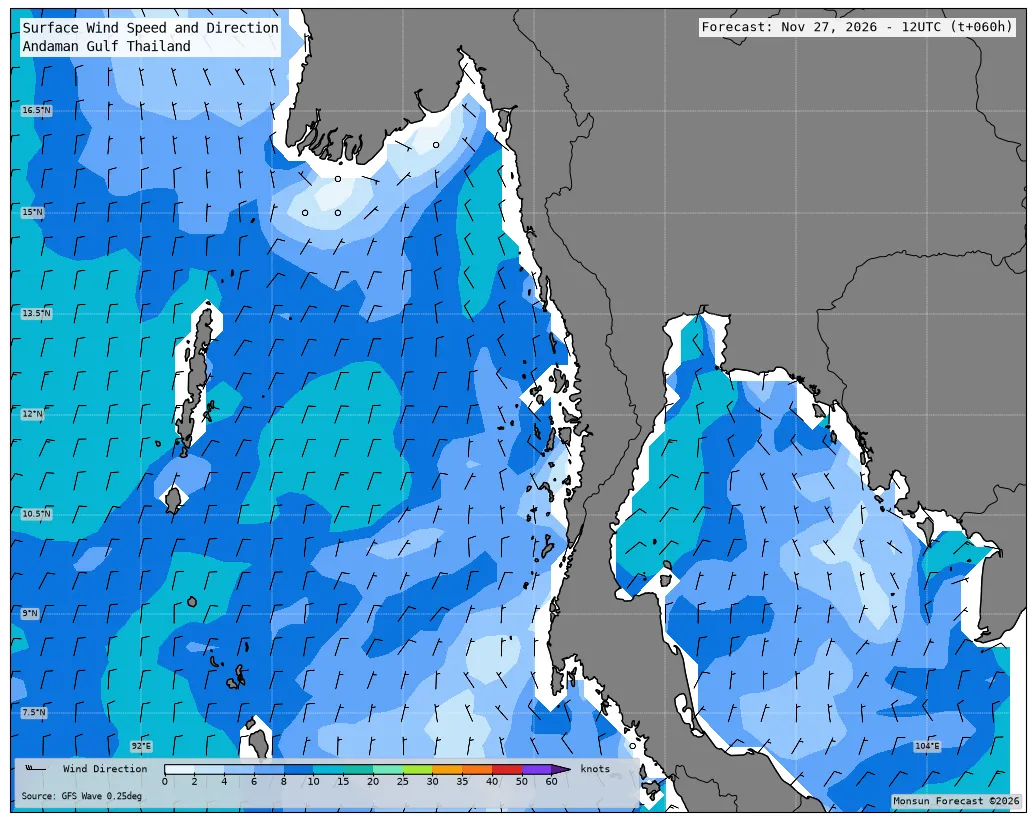 Surface Wind Speed and Direction
Andaman Gulf Thailand
Forecast: Nov 27, 2026 - 12UTC (t+060h)
16.5°N
15°N
13.5°N
12°N
10.5°N
9°N
7.5°N
92°E
104°E
Wind Direction
knots
0 2 4 6 8 10 15 20 25 30 35 40 50 60
Source: GFS Wave 0.25deg
Monsun Forecast ©2026